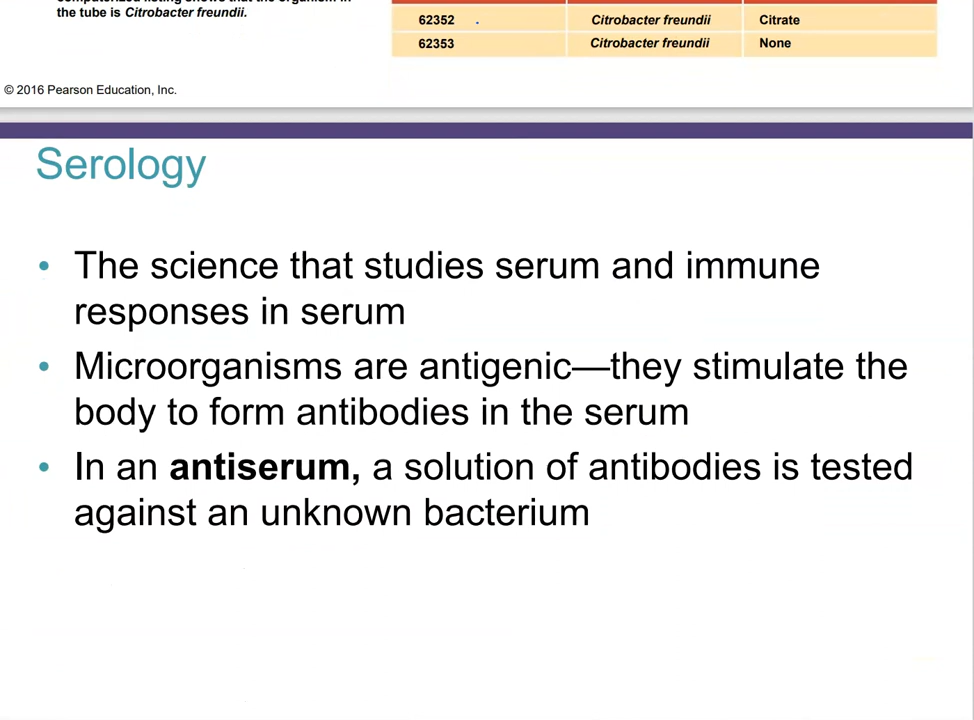 the tube is Citrobacter freundii.
62352 Citrobacter freundii Citrate
62353 Citrobacter freundii None
© 2016 Pearson Education, Inc.
Serology
• The science that studies serum and immune
responses in serum
• Microorganisms are antigenic—they stimulate the
body to form antibodies in the serum
• In an antiserum, a solution of antibodies is tested
against an unknown bacterium